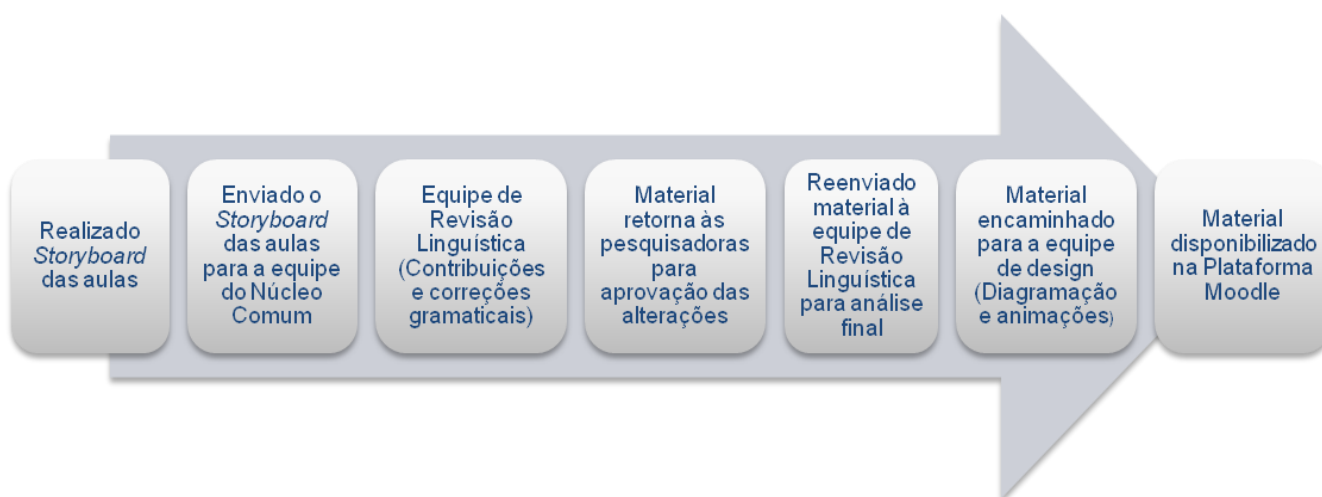 Realizado
Storyboard
das aulas
Enviado o
Storyboard
das aulas
para a equipe
do Núcleo
Comum
Equipe de
Revisão
Linguística
(Contribuições
e correções
gramaticais)
Material
retorna às
pesquisadoras
para
aprovação das
alterações
Reenviado
material à
equipe de
Revisão
Linguística
para análise
final
Material
encaminhado
para a equipe
de design
(Diagramação
e animações)
Material
disponibilizado
na Plataforma
Moodle